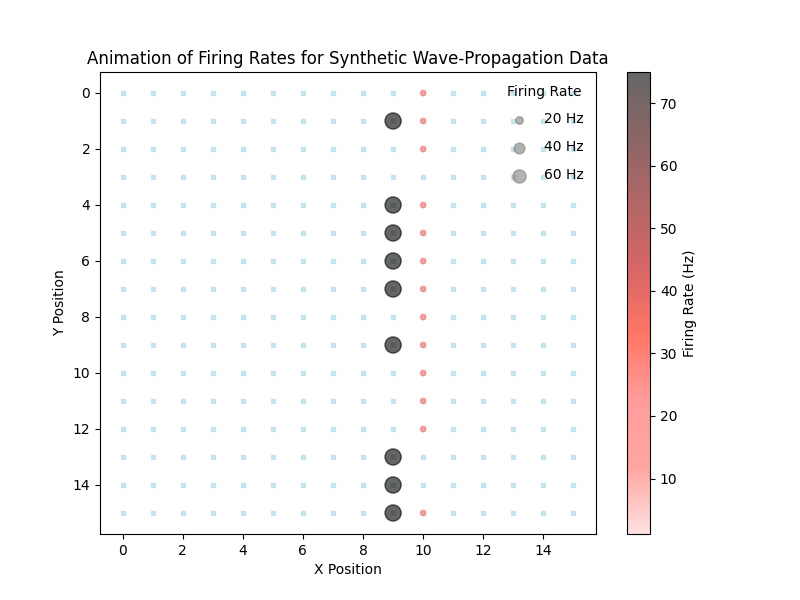 Animation of Firing Rates for Synthetic Wave-Propagation Data
Firing Rate
20 Hz
40 Hz
60 Hz
0
2
4
6
8
10
12
14
Y Position
0 2 4 6 8 10 12 14
X Position
70
60
50
40
30
20
10
Firing Rate (Hz)